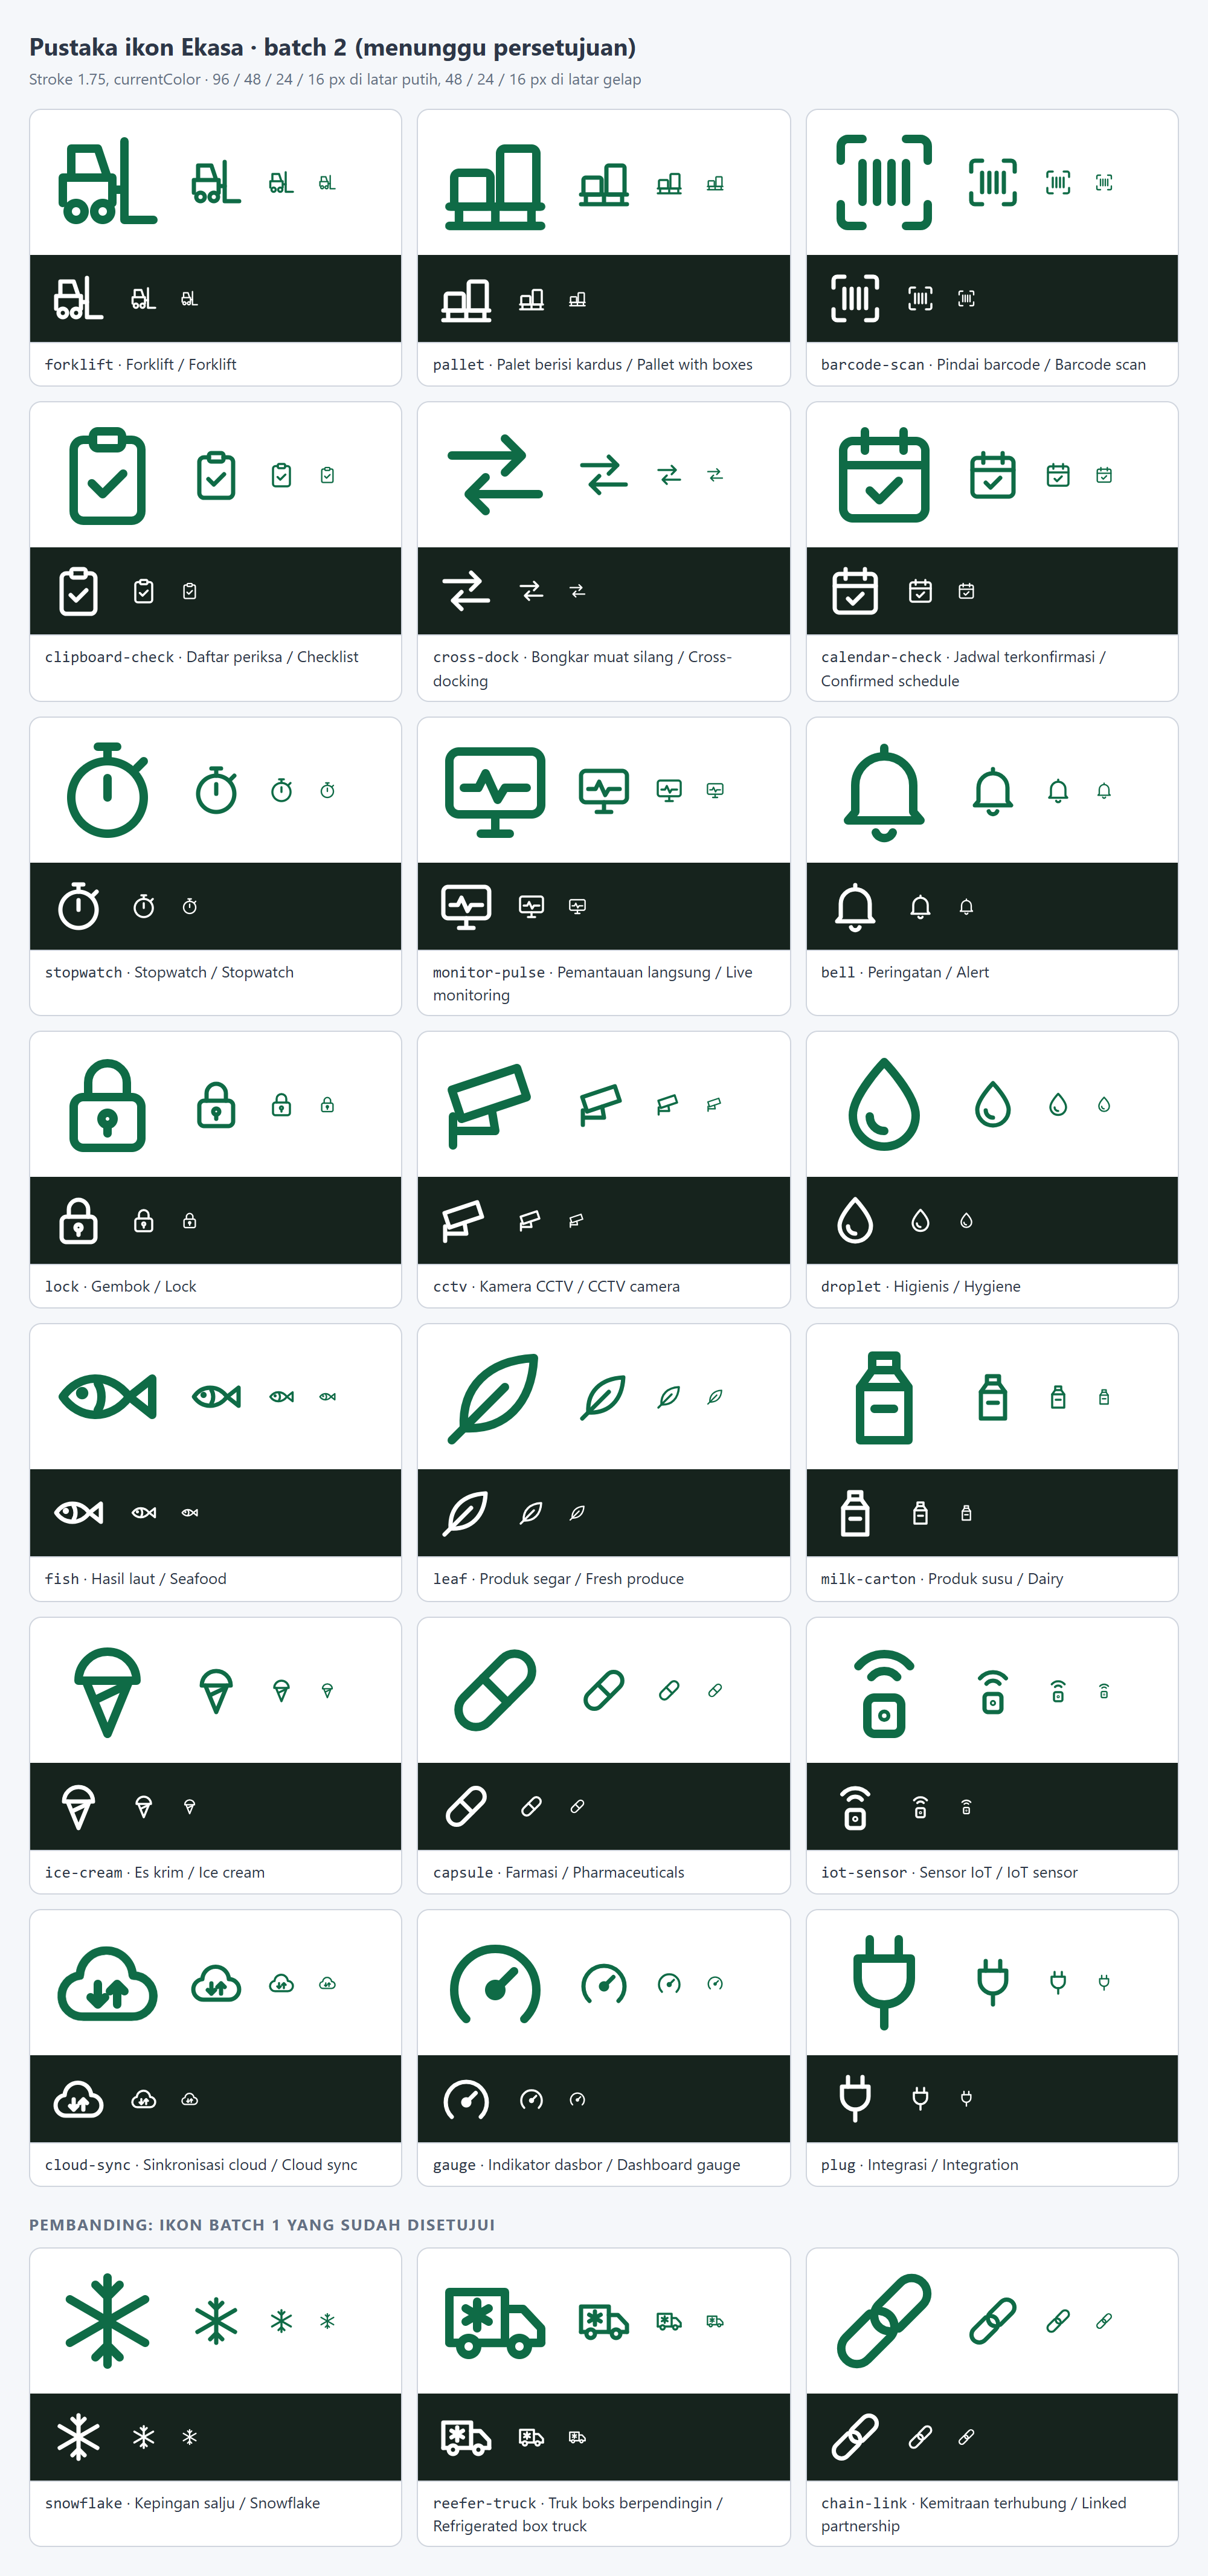 Pustaka ikon Ekasa · batch 2 (menunggu persetujuan)
Stroke 1.75, currentColor · 96 / 48 / 24 / 16 px di latar putih, 48 / 24 / 16 px di latar gelap
forklift · Forklift / Forklift
pallet · Palet berisi kardus / Pallet with boxes
barcode-scan · Pindai barcode / Barcode scan
clipboard-check · Daftar periksa / Checklist
cross-dock · Bongkar muat silang / Cross-
docking
calendar-check · Jadwal terkonfirmasi /
Confirmed schedule
stopwatch · Stopwatch / Stopwatch
monitor-pulse · Pemantauan langsung / Live
monitoring
bell · Peringatan / Alert
lock · Gembok / Lock
cctv · Kamera CCTV / CCTV camera
droplet · Higienis / Hygiene
fish · Hasil laut / Seafood
leaf · Produk segar / Fresh produce
milk-carton · Produk susu / Dairy
ice-cream · Es krim / Ice cream
capsule · Farmasi / Pharmaceuticals
iot-sensor · Sensor IoT / IoT sensor
cloud-sync · Sinkronisasi cloud / Cloud sync
gauge · Indikator dasbor / Dashboard gauge
plug · Integrasi / Integration
PEMBANDING: IKON BATCH 1 YANG SUDAH DISETUJUI
snowflake · Kepingan salju / Snowflake
reefer-truck · Truk boks berpendingin /
Refrigerated box truck
chain-link · Kemitraan terhubung / Linked
partnership